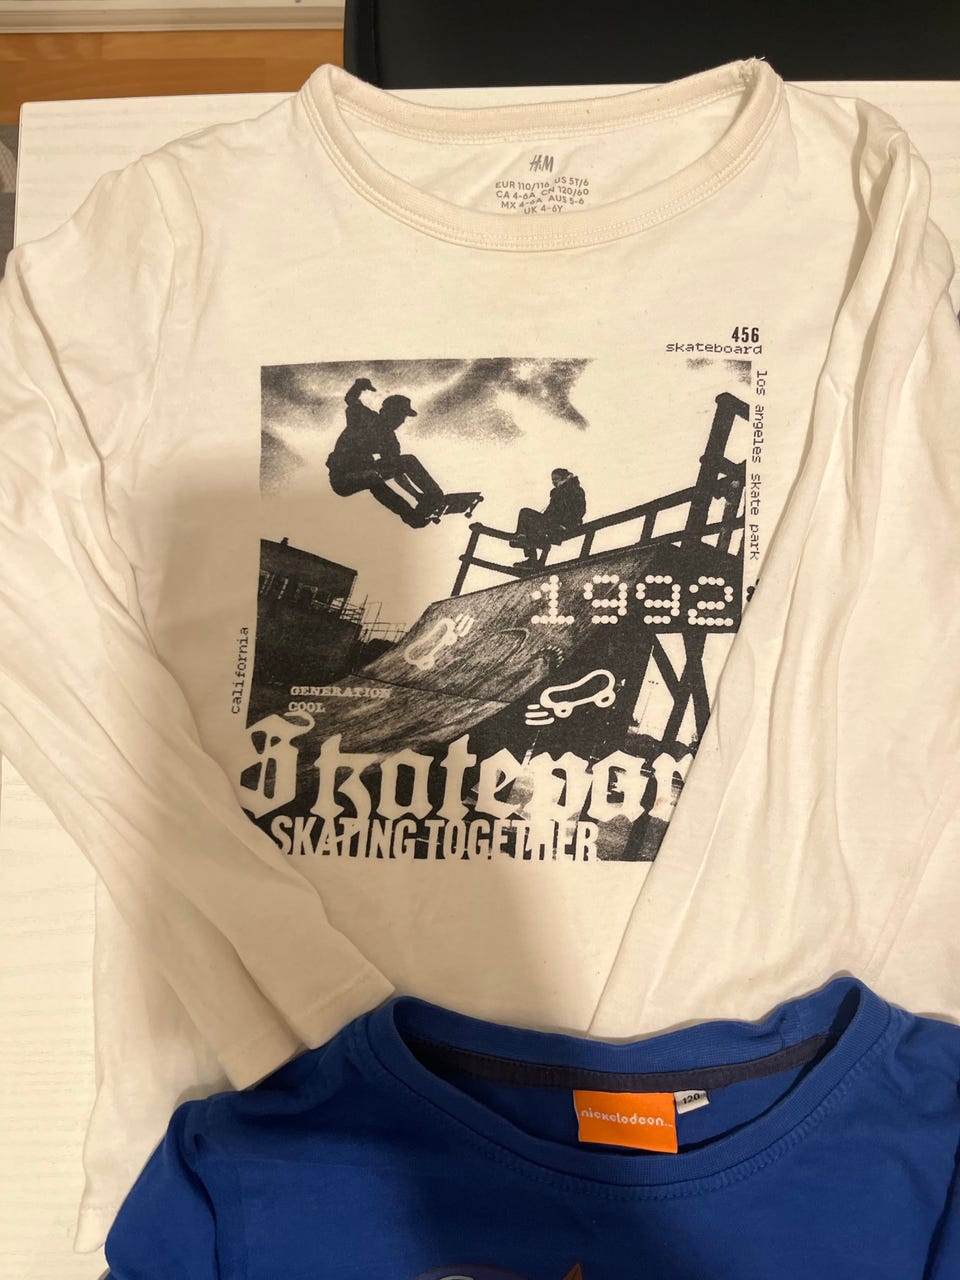 H&M
EUR 110/116 US 5T/6
CA 4-6A CN 120/60
MX 4-6A AUS 5-6
UK 4-6Y
456
skateboard
los angeles skate park
1992
california
GENERATION
COOL
Skatepar
SKATING TOGETHER
nickelodeon
120